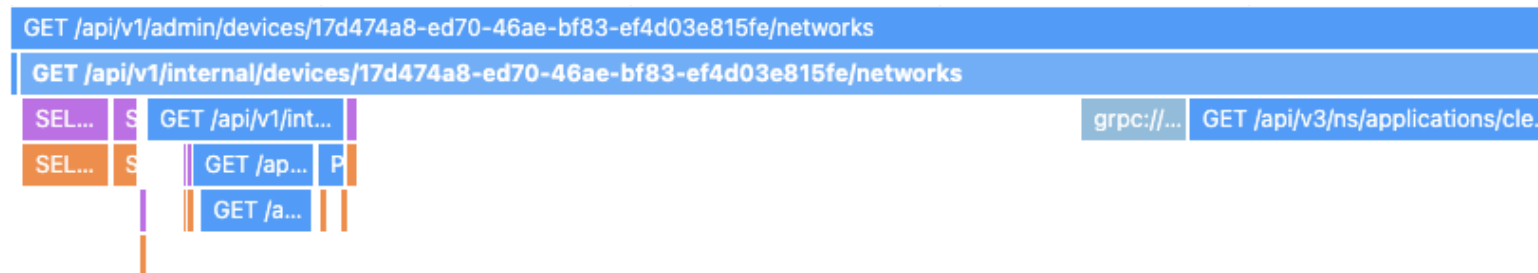 GET /api/v1/admin/devices/17d474a8-ed70-46ae-bf83-ef4d03e815fe/networks
GET /api/v1/internal/devices/17d474a8-ed70-46ae-bf83-ef4d03e815fe/networks
SEL... S GET /api/v1/int... grpc://... GET /api/v3/ns/applications/cle.
SEL... S GET /ap... P
GET /a...